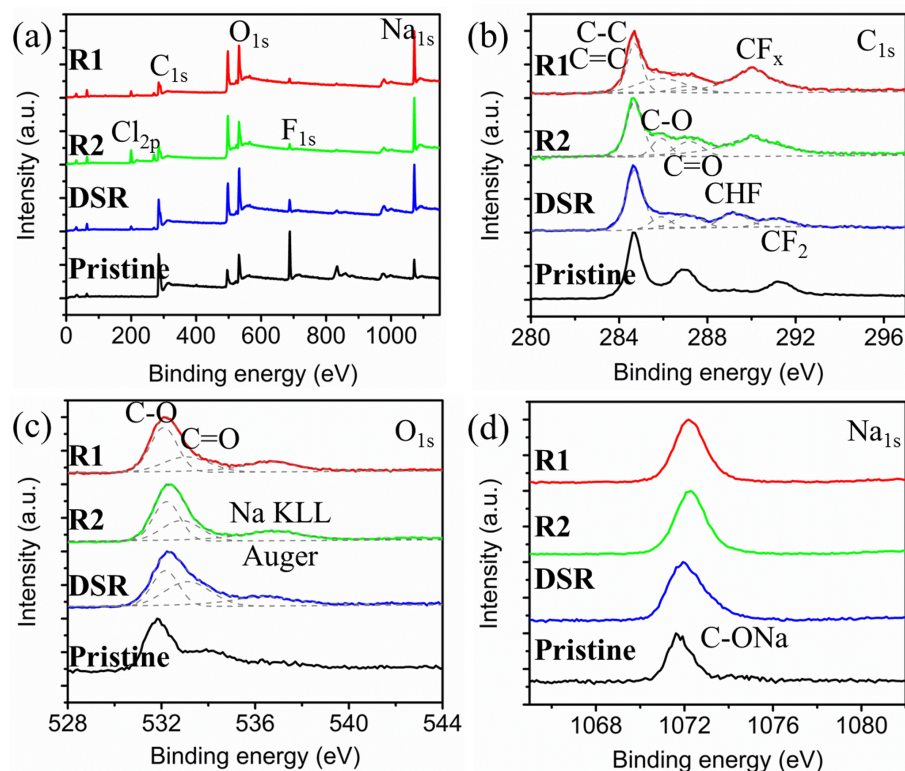 (a)
R1
C1s
O1s
Na1s
R2
Cl2p
F1s
DSR
Pristine
Intensity (a.u.)
0 200 400 600 800 1000
Binding energy (eV)
(b)
C-C
C=C
CFx
C1s
R1
R2
C-O
C=O
DSR
CHF
CF2
Pristine
Intensity (a.u.)
280 284 288 292 296
Binding energy (eV)
(c)
C-O
C=O
O1s
R1
R2
Na KLL
Auger
DSR
Pristine
Intensity (a.u.)
528 532 536 540 544
Binding energy (eV)
(d)
Na1s
R1
R2
DSR
C-ONa
Pristine
Intensity (a.u.)
1068 1072 1076 1080
Binding energy (eV)